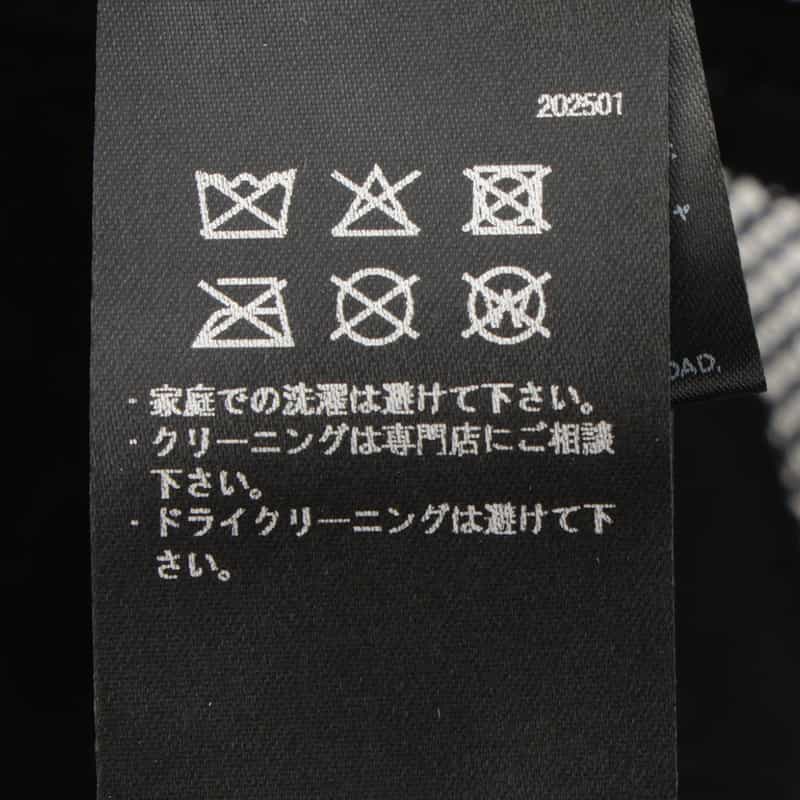 202501
・家庭での洗濯は避けて下さい。
・クリーニングは専門店にご相談
下さい。
・ドライクリーニングは避けて下
さい。
OAD.